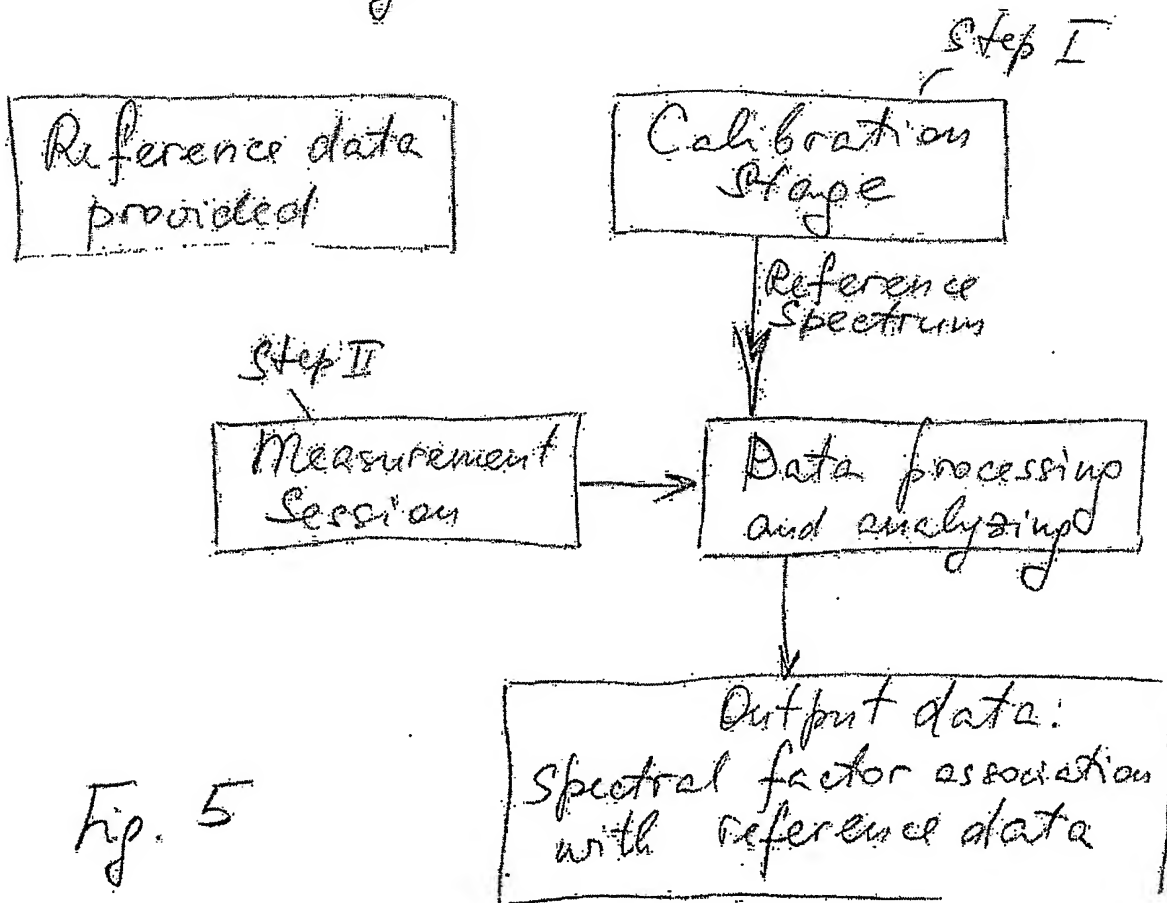 Step I
Reference data
provided
Calibration
Stage
Reference
Spectrum
Step II
Measurement
Session
Data processing
and analyzing
Output data:
Spectral factor association
with reference data
Fig. 5